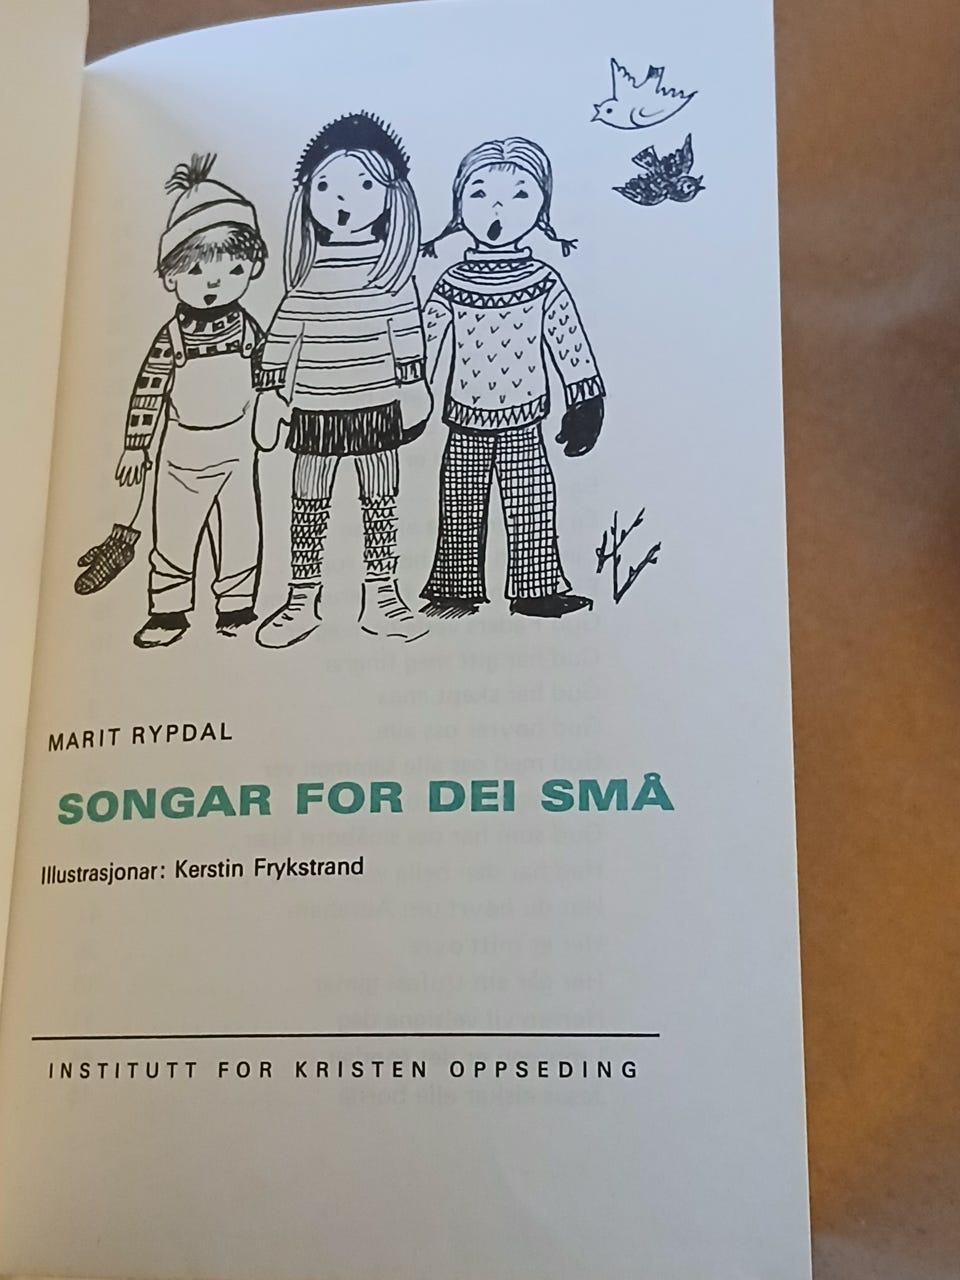 MARIT RYPDAL
SONGAR FOR DEI SMÅ
Illustrasjonar: Kerstin Frykstrand
INSTITUTT FOR KRISTEN OPPSEDING